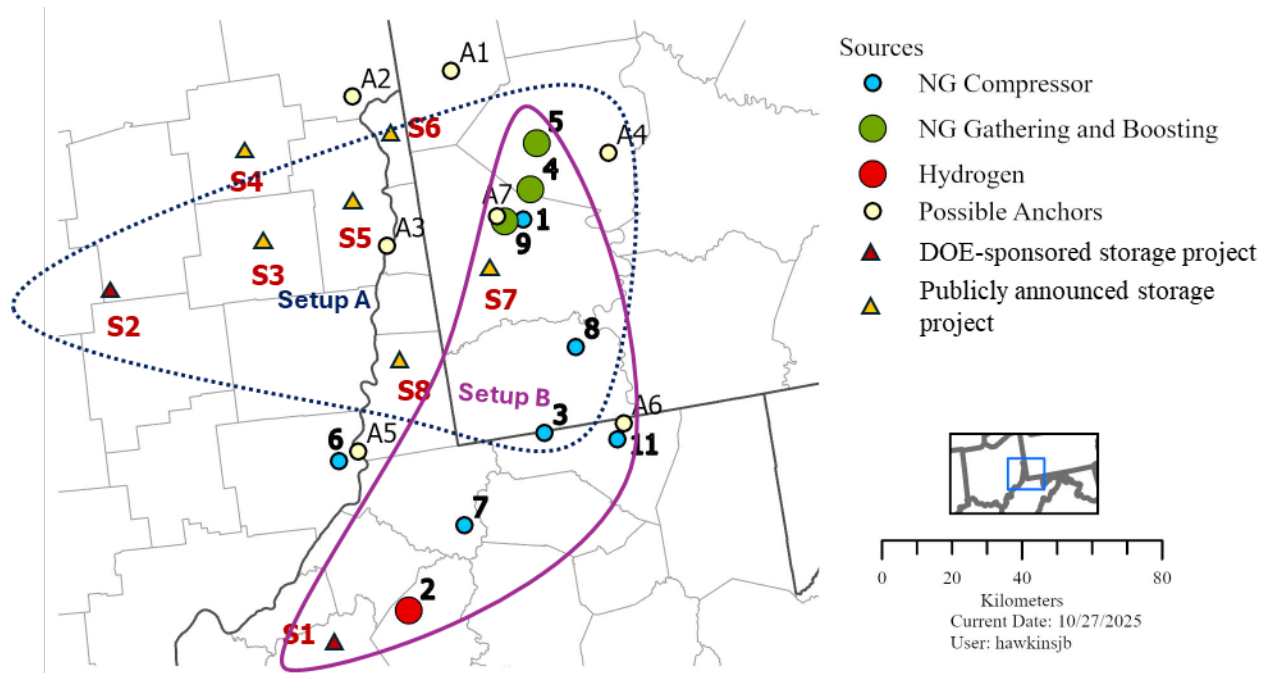 A1
A2
S6
5
A4
S4
4
A7
1
S5
A3
9
S3
S7
Setup A
S2
8
S8
Setup B
3
A6
6
A5
11
7
2
S1
Sources
NG Compressor
NG Gathering and Boosting
Hydrogen
Possible Anchors
DOE-sponsored storage project
Publicly announced storage
project
0 20 40 80
Kilometers
Current Date: 10/27/2025
User: hawkinsjb